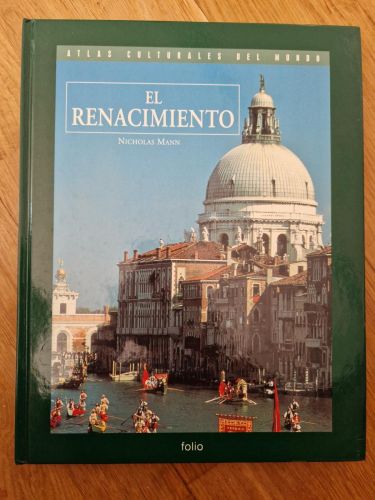 ATLAS CULTURALES DEL MUNDO
EL
RENACIMIENTO
NICHOLAS MANN
folio